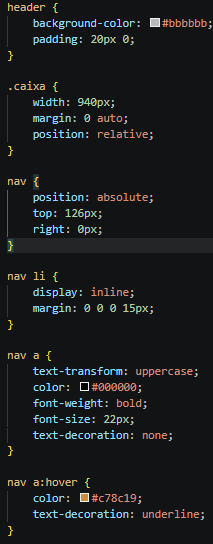 header {
background-color: #bbbbbb;
padding: 20px 0;
}
.caixa {
width: 940px;
margin: 0 auto;
position: relative;
}
nav {
position: absolute;
top: 126px;
right: 0px;
}
nav li {
display: inline;
margin: 0 0 0 15px;
}
nav a {
text-transform: uppercase;
color: #000000;
font-weight: bold;
font-size: 22px;
text-decoration: none;
}
nav a:hover {
color: #c78c19;
text-decoration: underline;
}